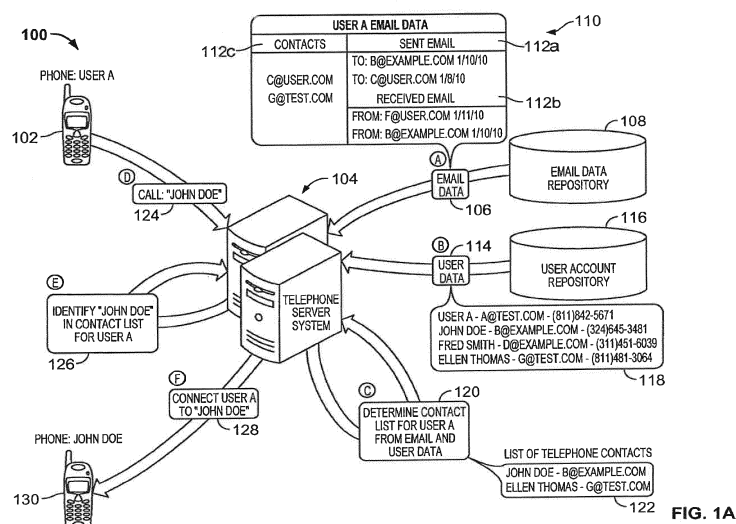 100
PHONE: USER A
102
USER A EMAIL DATA
110
112c
CONTACTS
SENT EMAIL
112a
TO: B@EXAMPLE.COM 1/10/10
C@USER.COM
TO: C@USER.COM 1/8/10
G@TEST.COM
RECEIVED EMAIL
112b
FROM: F@USER.COM 1/11/10
FROM: B@EXAMPLE.COM 1/10/10
108
EMAIL DATA
REPOSITORY
A
EMAIL
DATA
106
D
CALL: "JOHN DOE"
124
104
TELEPHONE
SERVER
SYSTEM
116
USER ACCOUNT
REPOSITORY
B
114
USER
DATA
USER A - A@TEST.COM - (811)842-5671
JOHN DOE - B@EXAMPLE.COM - (324)645-3481
FRED SMITH - D@EXAMPLE.COM - (311)451-6039
ELLEN THOMAS - G@TEST.COM - (811)481-3064
118
E
IDENTIFY "JOHN DOE"
IN CONTACT LIST
FOR USER A
126
F
CONNECT USER A
TO "JOHN DOE"
128
C
120
DETERMINE CONTACT
LIST FOR USER A
FROM EMAIL AND
USER DATA
LIST OF TELEPHONE CONTACTS
JOHN DOE - B@EXAMPLE.COM
ELLEN THOMAS - G@TEST.COM
122
PHONE: JOHN DOE
130
FIG. 1A